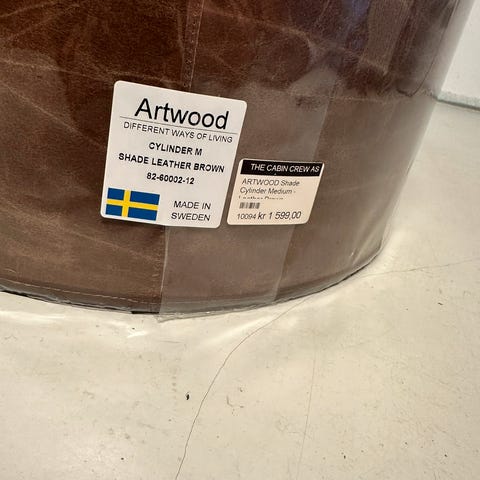 Artwood
DIFFERENT WAYS OF LIVING
CYLINDER M
SHADE LEATHER BROWN
82-60002-12
MADE IN
SWEDEN
THE CABIN CREW AS
ARTWOOD Shade
Cylinder Medium -
10094 kr 1 599,00